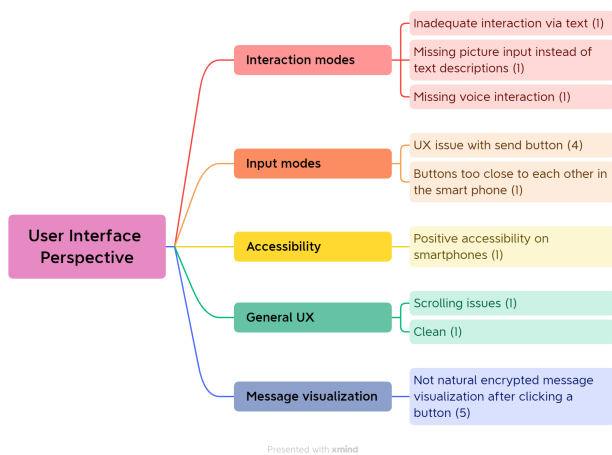 User Interface
Perspective
Interaction modes
Inadequate interaction via text (1)
Missing picture input instead of
text descriptions (1)
Missing voice interaction (1)
Input modes
UX issue with send button (4)
Buttons too close to each other in
the smart phone (1)
Accessibility
Positive accessibility on
smartphones (1)
General UX
Scrolling issues (1)
Clean (1)
Message visualization
Not natural encrypted message
visualization after clicking a
button (5)
Presented with xmind